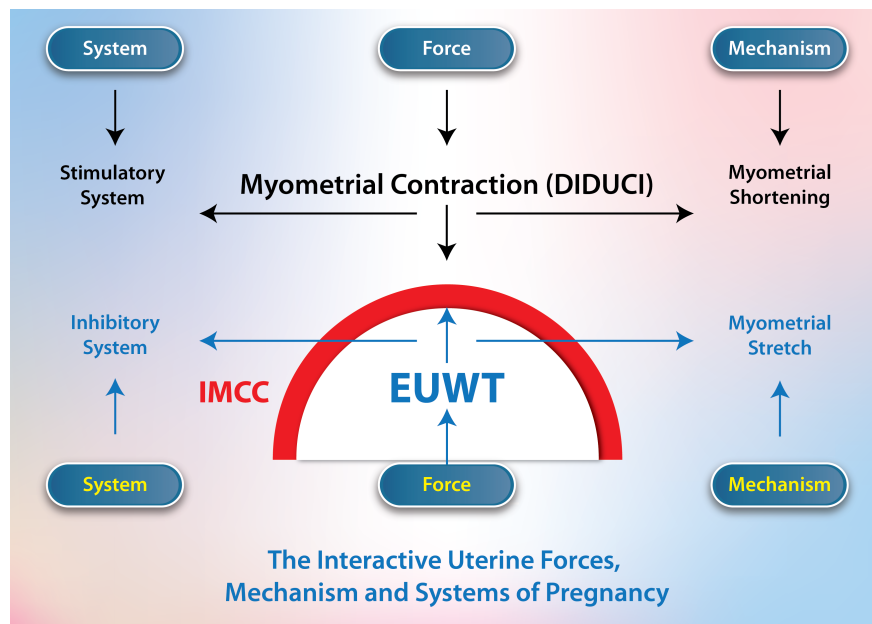 System
Force
Mechanism
Stimulatory
System
Myometrial Contraction (DIDUCI)
Myometrial
Shortening
Inhibitory
System
Myometrial
Stretch
IMCC
EUWT
System
Force
Mechanism
The Interactive Uterine Forces,
Mechanism and Systems of Pregnancy